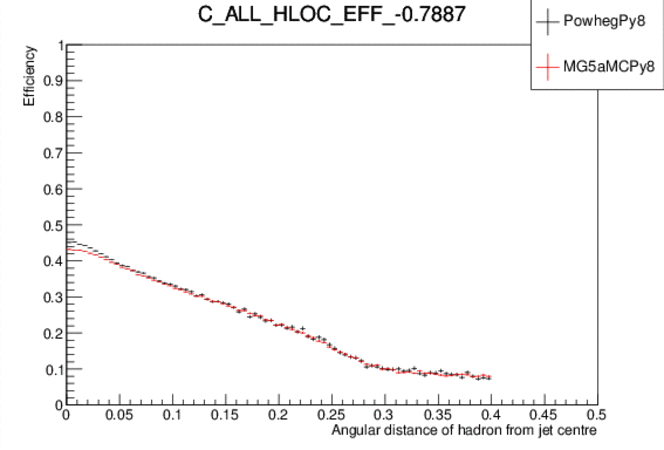 C_ALL_HLOC_EFF_-0.7887
PowhegPy8
MG5aMCPy8
Efficiency
1
0.9
0.8
0.7
0.6
0.5
0.4
0.3
0.2
0.1
0
0 0.05 0.1 0.15 0.2 0.25 0.3 0.35 0.4 0.45 0.5
Angular distance of hadron from jet centre